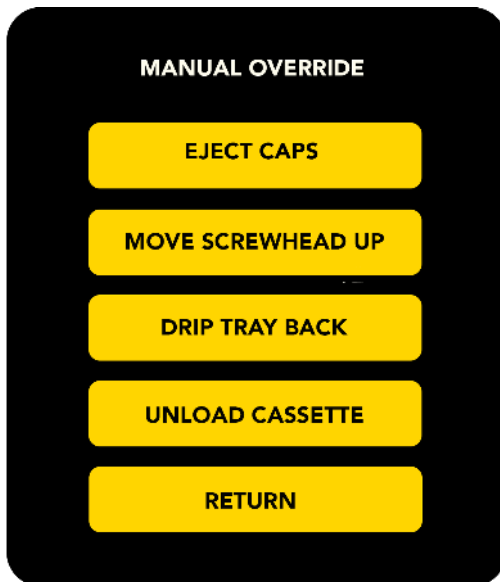 MANUAL OVERRIDE
EJECT CAPS
MOVE SCREWHEAD UP
DRIP TRAY BACK
UNLOAD CASSETTE
RETURN